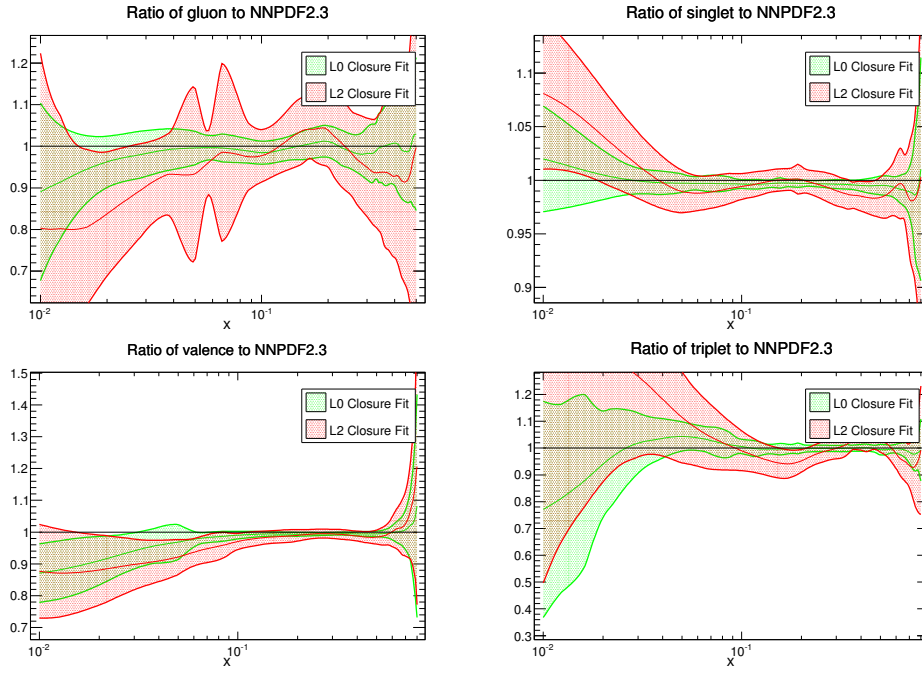 Ratio of gluon to NNPDF2.3
1.2
1.1
1
0.9
0.8
0.7
L0 Closure Fit
L2 Closure Fit
10-2
10-1
x
Ratio of singlet to NNPDF2.3
1.1
1.05
1
0.95
0.9
L0 Closure Fit
L2 Closure Fit
10-2
10-1
x
Ratio of valence to NNPDF2.3
1.5
1.4
1.3
1.2
1.1
1
0.9
0.8
0.7
L0 Closure Fit
L2 Closure Fit
10-2
10-1
x
Ratio of triplet to NNPDF2.3
1.2
1.1
1
0.9
0.8
0.7
0.6
0.5
0.4
0.3
L0 Closure Fit
L2 Closure Fit
10-2
10-1
x